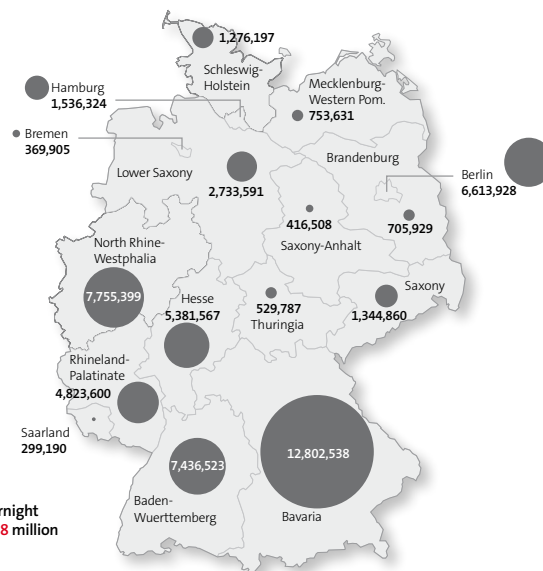 1,276,197
Schleswig-
Holstein
Hamburg
1,536,324
Mecklenburg-
Western Pom.
753,631
Bremen
369,905
Brandenburg
Lower Saxony
2,733,591
Berlin
6,613,928
416,508
Saxony-Anhalt
705,929
North Rhine-
Westphalia
7,755,399
Hesse
5,381,567
529,787
Thuringia
Saxony
1,344,860
Rhineland-
Palatinate
4,823,600
Saarland
299,190
7,436,523
12,802,538
Baden-
Wuerttemberg
Bavaria
8 million